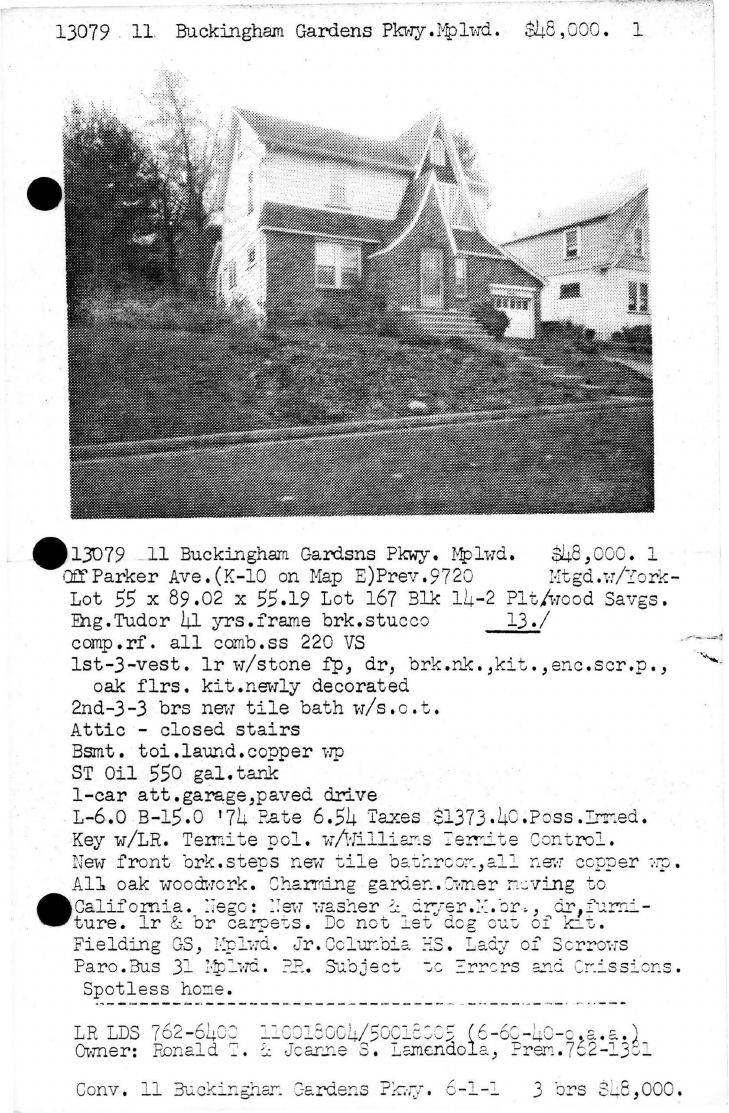 13079 11 Buckingham Gardens Pkwy.Mplwd. $48,000. 1
13079 11 Buckingham Gardsns Pkwy. Mplwd. $48,000. 1
Off Parker Ave.(K-10 on Map E)Prev.9720 Mtgd.w/York-
Lot 55 x 89.02 x 55.19 Lot 167 Blk 14-2 Plt/wood Savgs.
Eng.Tudor 41 yrs.frame brk.stucco 13./
comp.rf. all comb.ss 220 VS
1st-3-vest. lr w/stone fp, dr, brk.nk.,kit.,enc.scr.p.,
oak flrs. kit.newly decorated
2nd-3-3 brs new tile bath w/s.o.t.
Attic - closed stairs
Bsmt. toi.laund.copper wp
ST Oil 550 gal.tank
1-car att.garage,paved drive
L-6.0 B-15.0 '74 Rate 6.54 Taxes $1373.40.Poss.Immed.
Key w/LR. Termite pol. w/Williams Termite Control.
New front brk.steps new tile bathroom,all new copper wp.
All oak woodwork. Charming garden.Owner moving to
California. Nego: New washer & dryer.M.br., dr,furni-
ture. lr & br carpets. Do not let dog out of kit.
Fielding GS, Mplwd. Jr.Columbia HS. Lady of Sorrows
Paro.Bus 31 Mplwd. RR. Subject to Errors and Omissions.
Spotless home.
LR LDS 762-6400 110018004/50018005 (6-60-40-o.a.a.)
Owner: Ronald T. & Joanne S. Lamendola, Prem.762-1381
Conv. 11 Buckingham Gardens Pkwy. 6-1-1 3 brs $48,000.